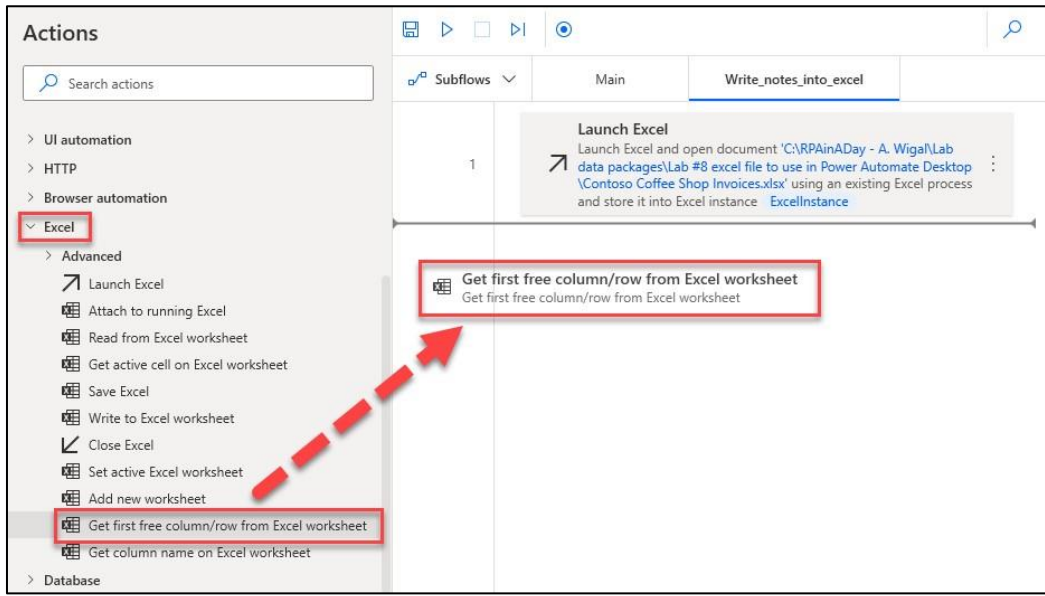 Actions
Search actions
UI automation
HTTP
Browser automation
Excel
Advanced
Launch Excel
Attach to running Excel
Read from Excel worksheet
Get active cell on Excel worksheet
Save Excel
Write to Excel worksheet
Close Excel
Set active Excel worksheet
Add new worksheet
Get first free column/row from Excel worksheet
Get column name on Excel worksheet
Database
Subflows
Main
Write_notes_into_excel
1
Launch Excel
Launch Excel and open document 'C:\RPAinADay - A. Wigal\Lab
data packages\Lab #8 excel file to use in Power Automate Desktop
\Contoso Coffee Shop Invoices.xlsx' using an existing Excel process
and store it into Excel instance ExcelInstance
Get first free column/row from Excel worksheet
Get first free column/row from Excel worksheet